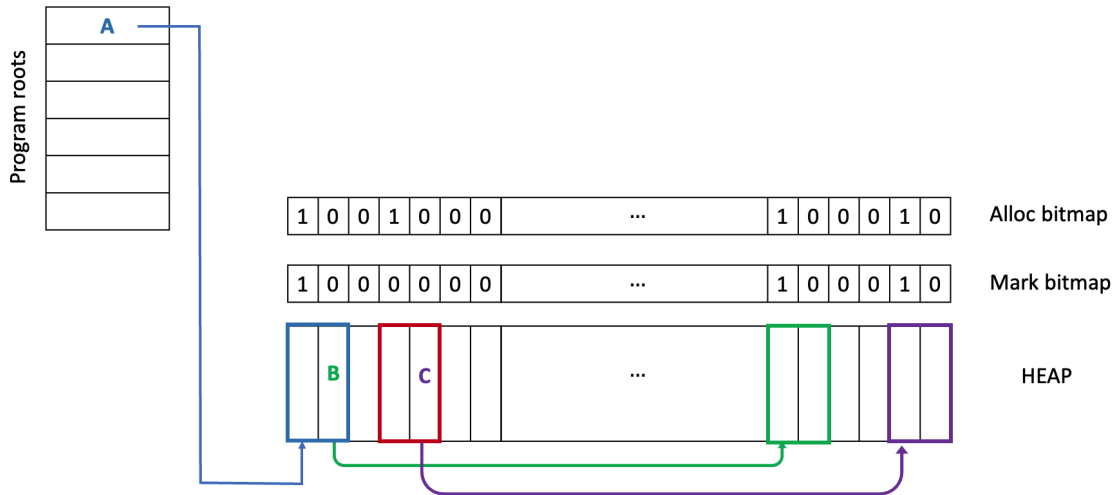 Program roots
A
1 0 0 1 0 0 0 ... 1 0 0 0 1 0 Alloc bitmap
1 0 0 0 0 0 0 ... 1 0 0 0 1 0 Mark bitmap
B C ... HEAP